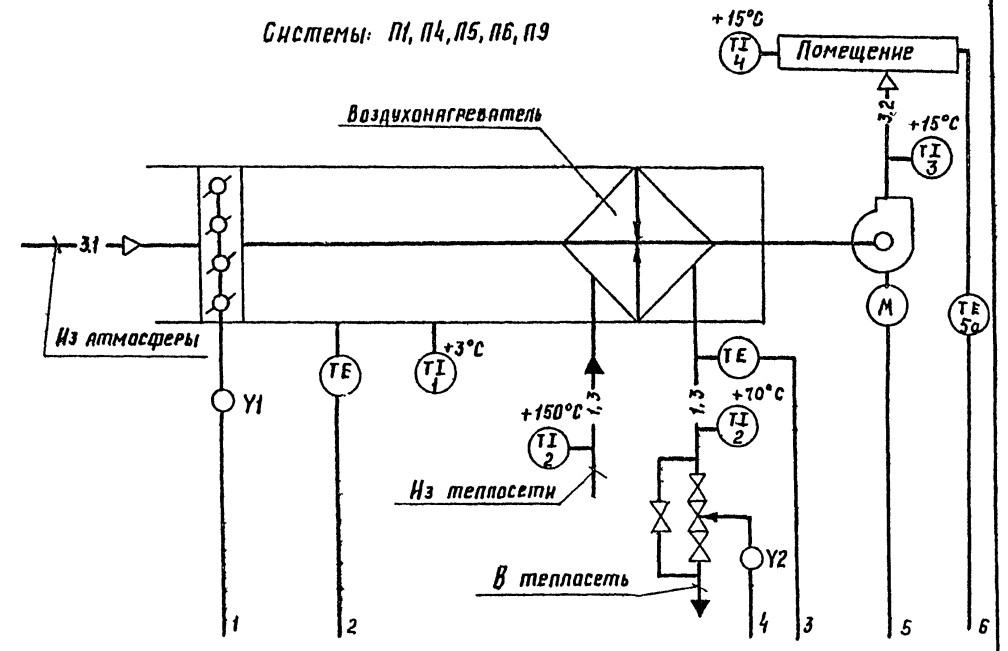 Системы: П1, П4, П5, П6, П9
+15°С
TI
4
Помещение
3.2
+15°С
TI
3
Воздухонагреватель
3.1
Из атмосферы
М
TE
5а
TE
TI
1
+3°С
Y1
+150°С
TI
2
1,3
Из теплосети
TE
1,3
+70°С
TI
2
Y2
В теплосеть
1
2
4
3
5
6